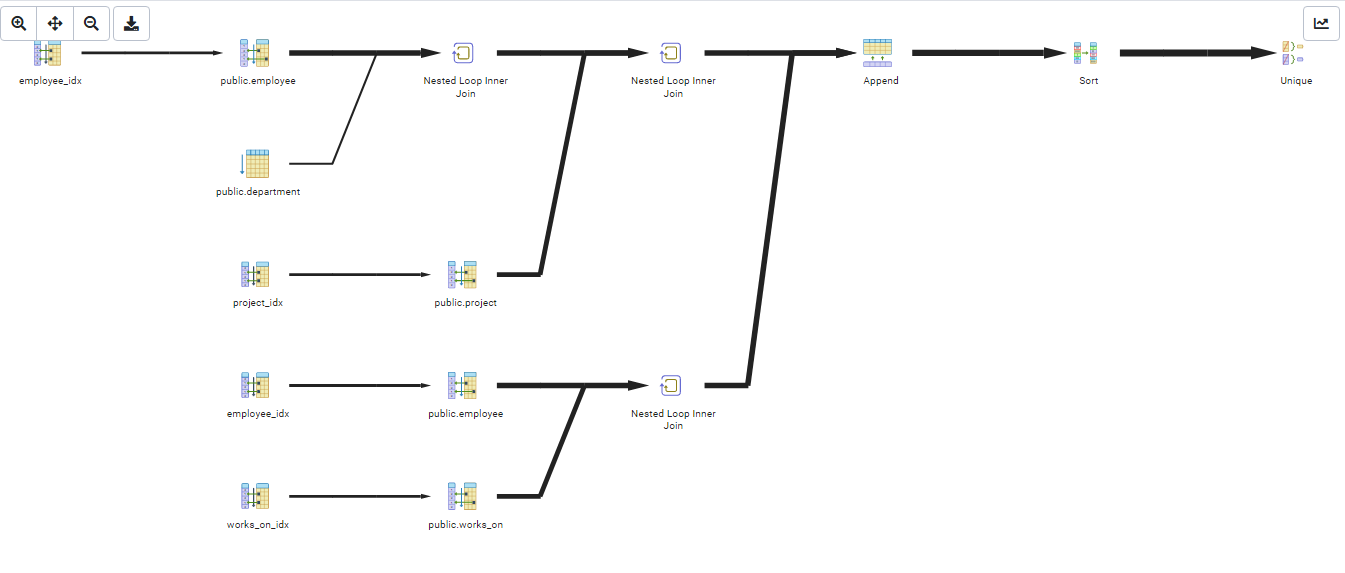 employee_idx
public.employee
Nested Loop Inner
Join
Nested Loop Inner
Join
Append
Sort
Unique
public.department
project_idx
public.project
employee_idx
public.employee
Nested Loop Inner
Join
works_on_idx
public.works_on